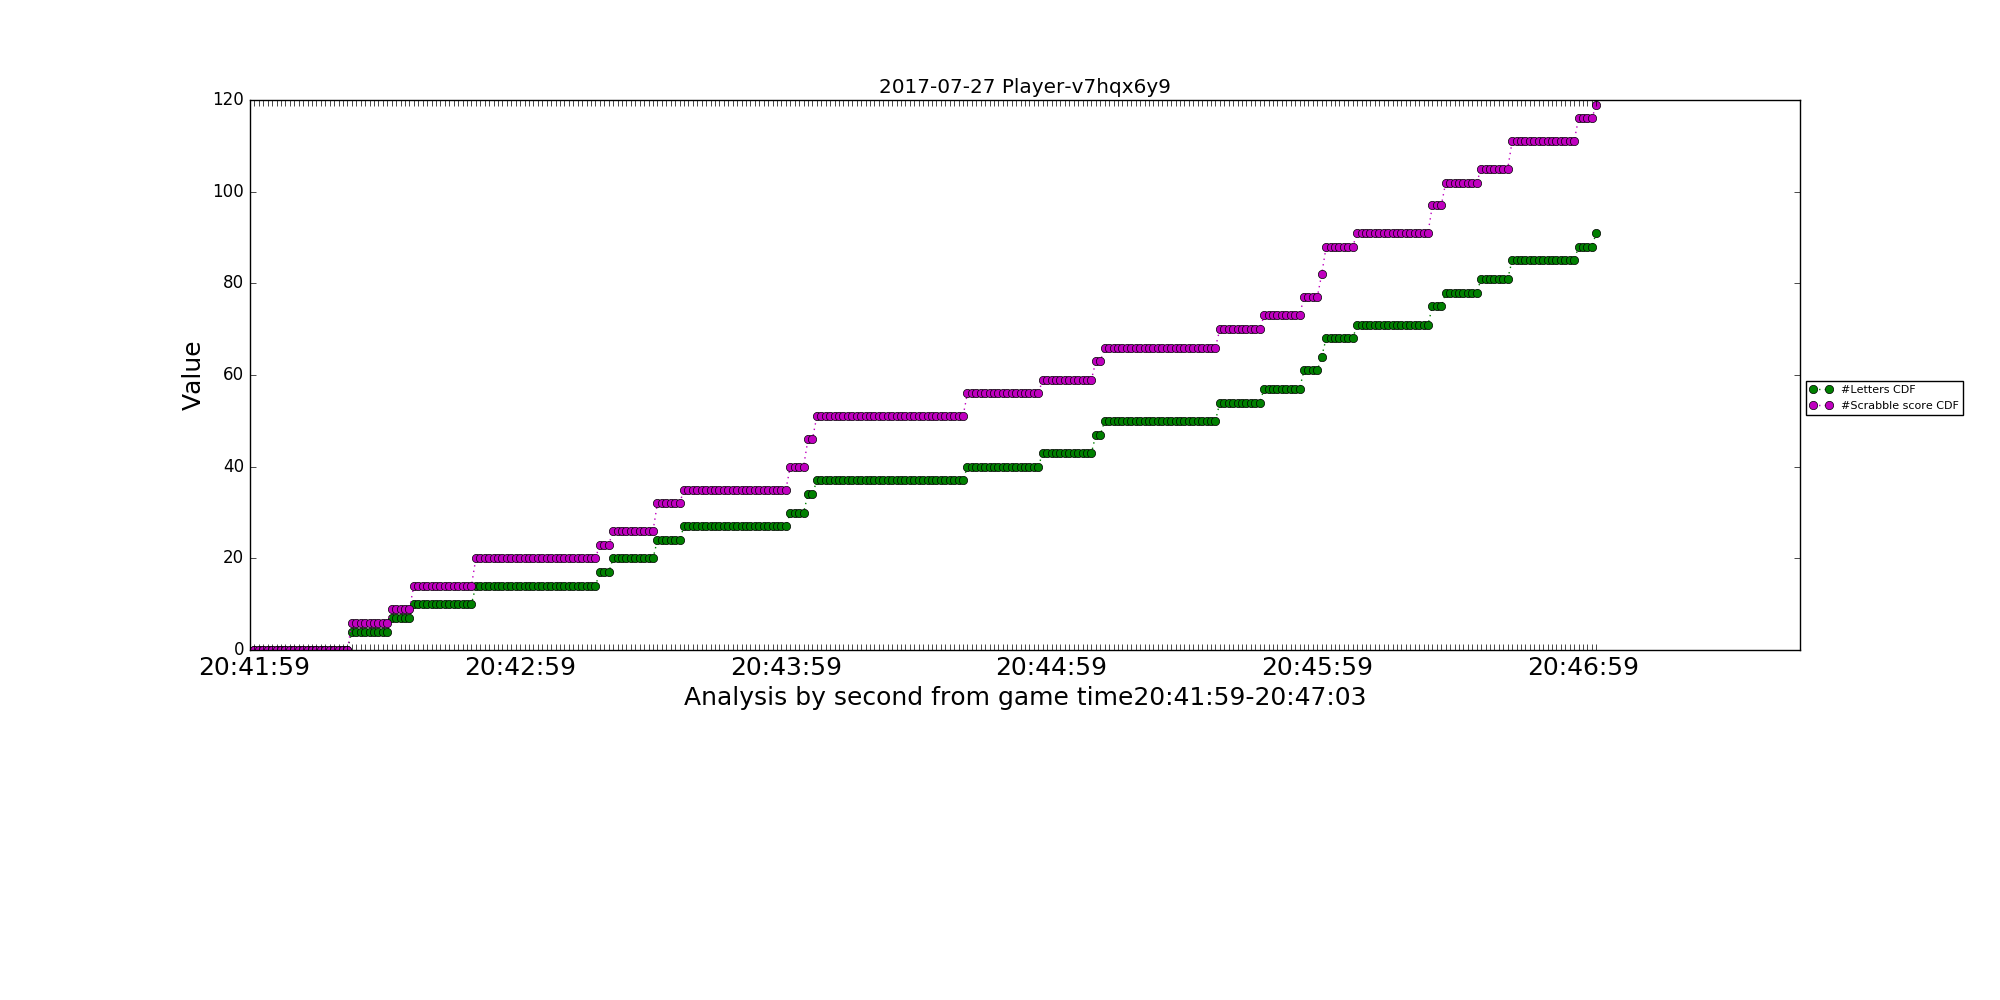 2017-07-27 Player-v7hqx6y9
120
100
80
60
40
20
0
Value
20:41:59 20:42:59 20:43:59 20:44:59 20:45:59 20:46:59
Analysis by second from game time20:41:59-20:47:03
#Letters CDF
#Scrabble score CDF